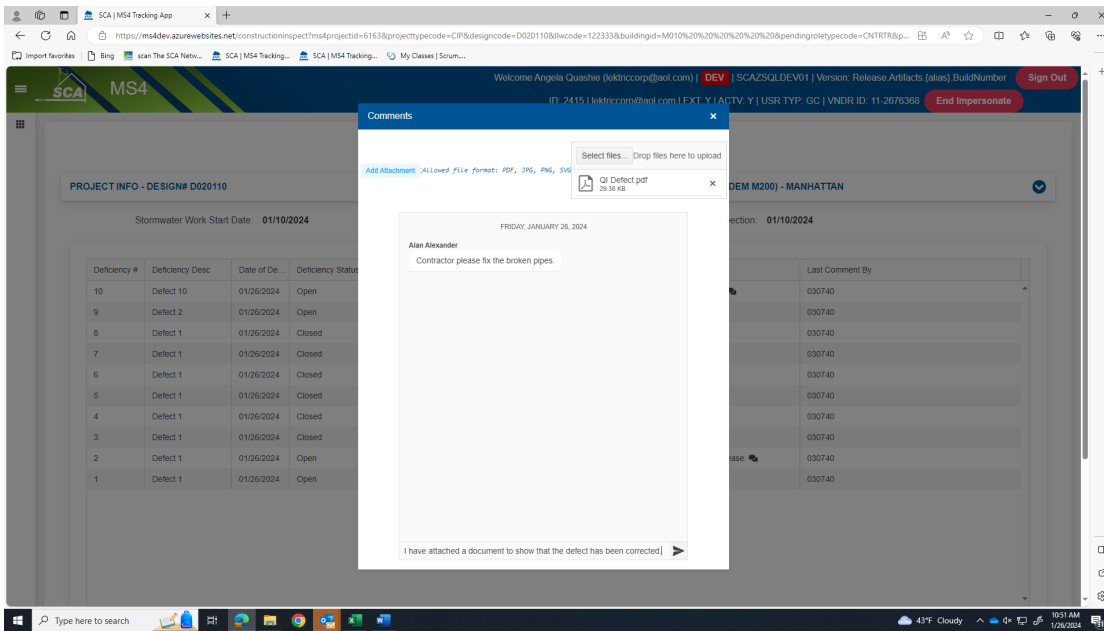 SCA | MS4 Tracking App
https://ms4dev.azurewebsites.net/constructioninspect?ms4projectid=6163&projecttypecode=CIP&designcode=D020110&llwcode=122333&buildingid=M010%20%20%20%20%20%20%20&pendingroletypecode=CNTRTR&p...
Import favorites Bing scan The SCA Netw... SCA | MS4 Tracking... SCA | MS4 Tracking... My Classes | Scrum....
Welcome Angela Quashie (lektriccorp@aol.com) | DEV | SCAZSQLDEV01 | Version: Release.Artifacts.{alias}.BuildNumber Sign Out
SCA MS4
ID: 2415 | lektriccorp@aol.com | EXT: Y | ACTV: Y | USR TYP: GC | VNDR ID: 11-2676368 End Impersonate
Comments
Select files... Drop files here to upload
Add Attachment Allowed file format: PDF, JPG, PNG, SVG
QI Defect.pdf
29.30 KB
PROJECT INFO - DESIGN# D020110 DEM M200) - MANHATTAN
Stormwater Work Start Date: 01/10/2024 ection: 01/10/2024
FRIDAY, JANUARY 26, 2024
Alan Alexander
Contractor please fix the broken pipes.
Deficiency # Deficiency Desc Date of De... Deficiency Status Last Comment By
10 Defect 10 01/26/2024 Open 030740
9 Defect 2 01/26/2024 Open 030740
8 Defect 1 01/26/2024 Closed 030740
7 Defect 1 01/26/2024 Closed 030740
6 Defect 1 01/26/2024 Closed 030740
5 Defect 1 01/26/2024 Closed 030740
4 Defect 1 01/26/2024 Closed 030740
3 Defect 1 01/26/2024 Closed 030740
2 Defect 1 01/26/2024 Open ease. 030740
1 Defect 1 01/26/2024 Open 030740
I have attached a document to show that the defect has been corrected.
Type here to search
43°F Cloudy
10:51 AM
1/26/2024